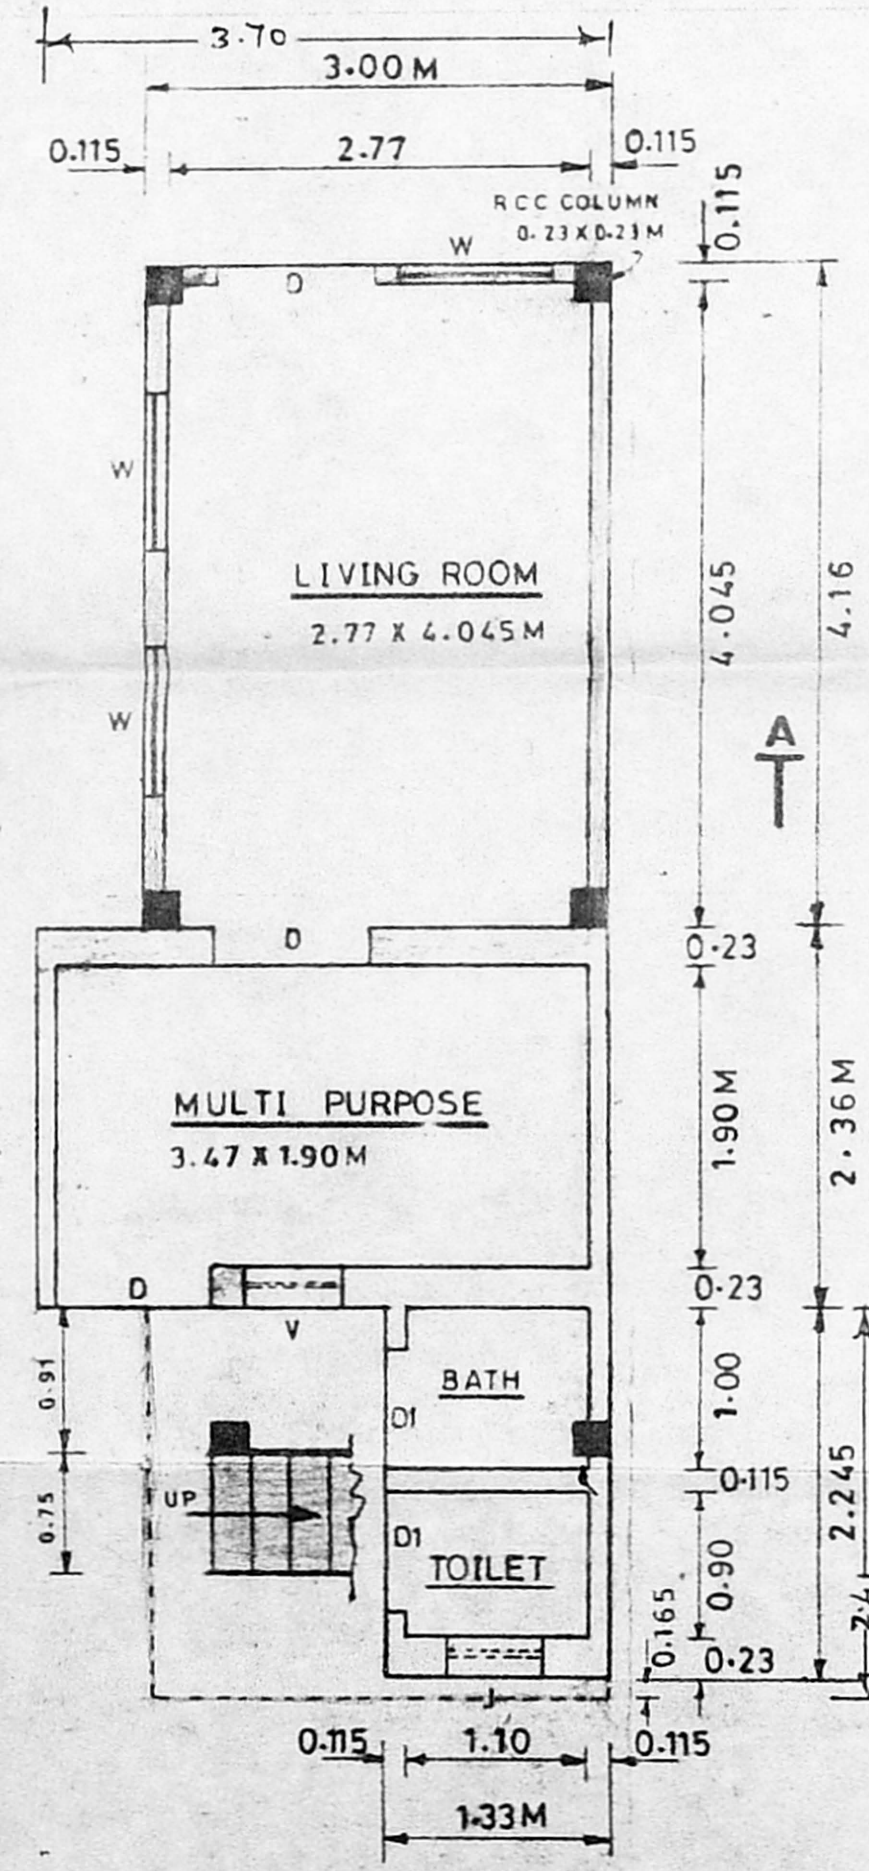 3.70
3.00 M
0.115
2.77
0.115
RCC COLUMN
0.23 X 0.23 M
0.115
W
D
W
LIVING ROOM
2.77 X 4.045 M
4.045
4.16
W
A
D
0.23
MULTI PURPOSE
3.47 X 1.90 M
1.90 M
2.36 M
D
V
0.23
0.91
BATH
D1
1.00
0.115
2.245
UP
0.75
D1
TOILET
0.90
0.165
0.23
0.115
1.10
0.115
1.33 M